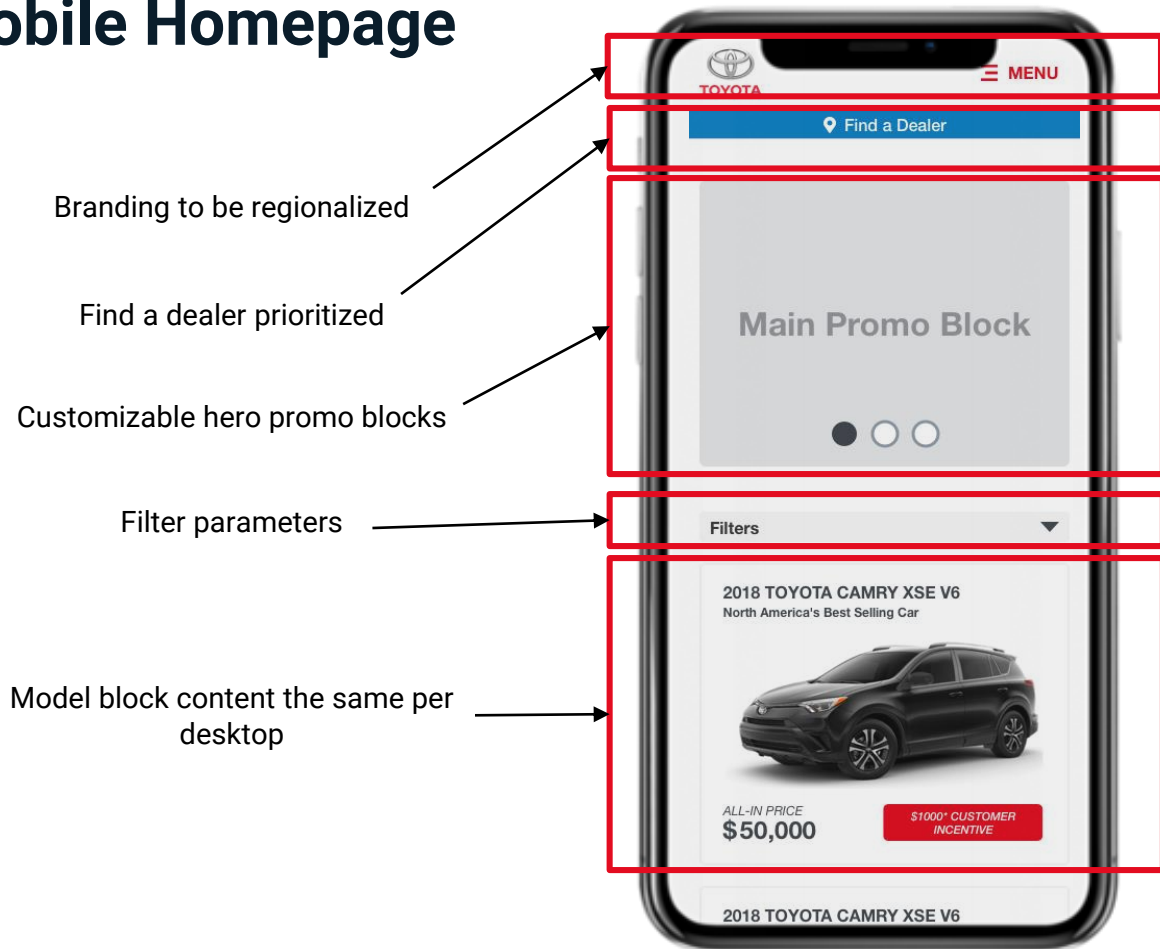 obile Homepage
TOYOTA
MENU
Find a Dealer
Branding to be regionalized
Find a dealer prioritized
Main Promo Block
Customizable hero promo blocks
Filter parameters
Filters
2018 TOYOTA CAMRY XSE V6
North America's Best Selling Car
Model block content the same per
desktop
ALL-IN PRICE
$50,000
$1000* CUSTOMER
INCENTIVE
2018 TOYOTA CAMRY XSE V6